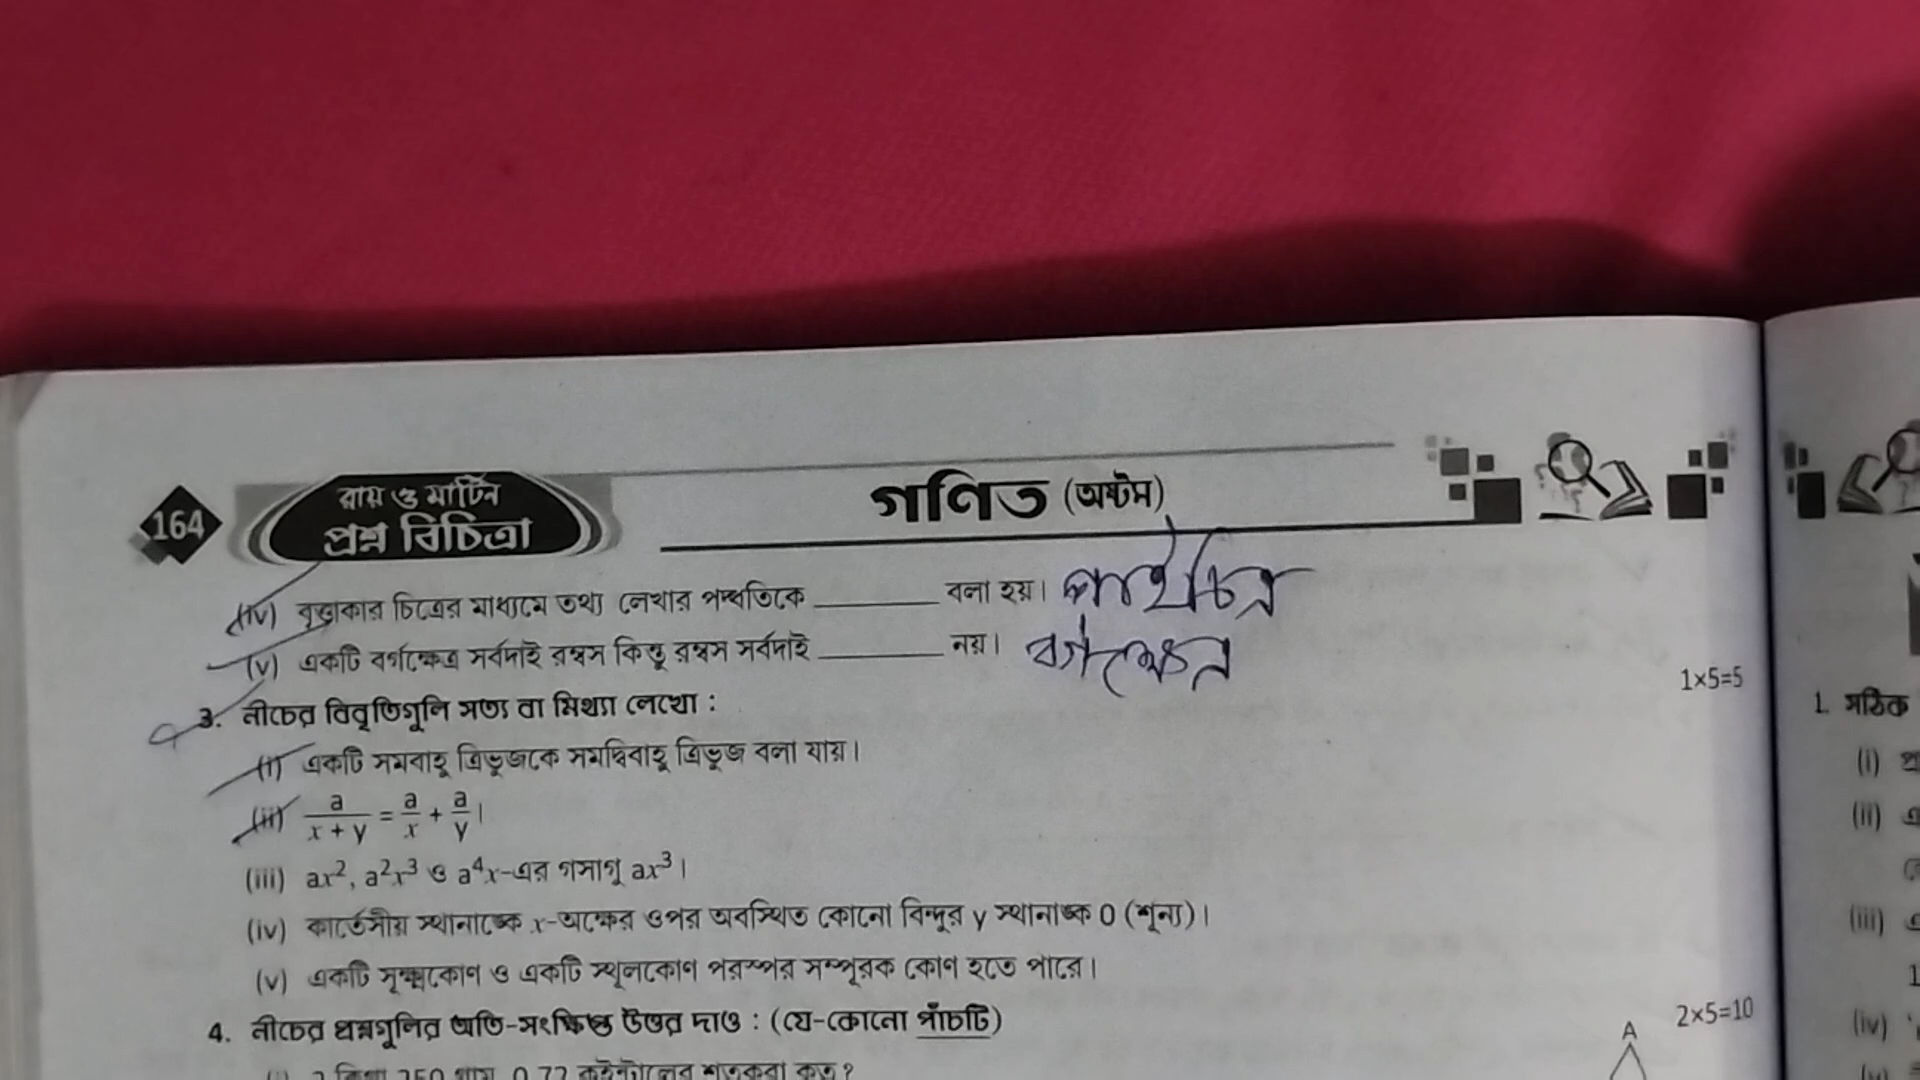 164
রায় ও মার্টিন
প্রশ্ন বিচিত্রা
গণিত (অষ্টম)
(iv) বৃত্তাকার চিত্রের মাধ্যমে তথ্য লেখার পদ্ধতিকে ________ বলা হয়। পাইচিত্র
(v) একটি বর্গক্ষেত্র সর্বদাই রম্বস কিন্তু রম্বস সর্বদাই ________ নয়। বর্গক্ষেত্র
3. নীচের বিবৃতিগুলি সত্য বা মিথ্যা লেখো : 1×5=5
(i) একটি সমবাহু ত্রিভুজকে সমদ্বিবাহু ত্রিভুজ বলা যায়।
(ii) a/(x + y) = a/x + a/y।
(iii) ax², a²x³ ও a⁴x-এর গসাগু ax³।
(iv) কার্তেসীয় স্থানাঙ্কে x-অক্ষের ওপর অবস্থিত কোনো বিন্দুর y স্থানাঙ্ক 0 (শূন্য)।
(v) একটি সূক্ষ্মকোণ ও একটি স্থূলকোণ পরস্পর সম্পূরক কোণ হতে পারে।
4. নীচের প্রশ্নগুলির অতি-সংক্ষিপ্ত উত্তর দাও : (যে-কোনো পাঁচটি) 2×5=10
A
1. সঠিক
(i)
(ii)
(iii)
(iv)